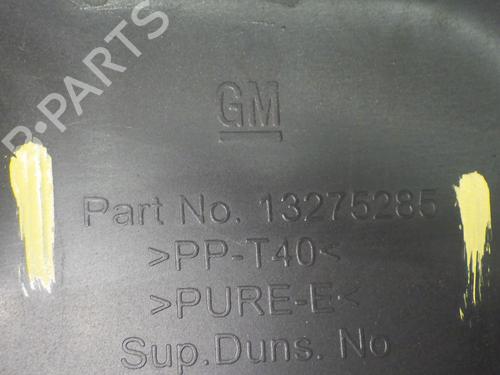 B-PARTS
GM
Part No. 13275285
>PP-T40<
>PURE-E<
Sup.Duns. No